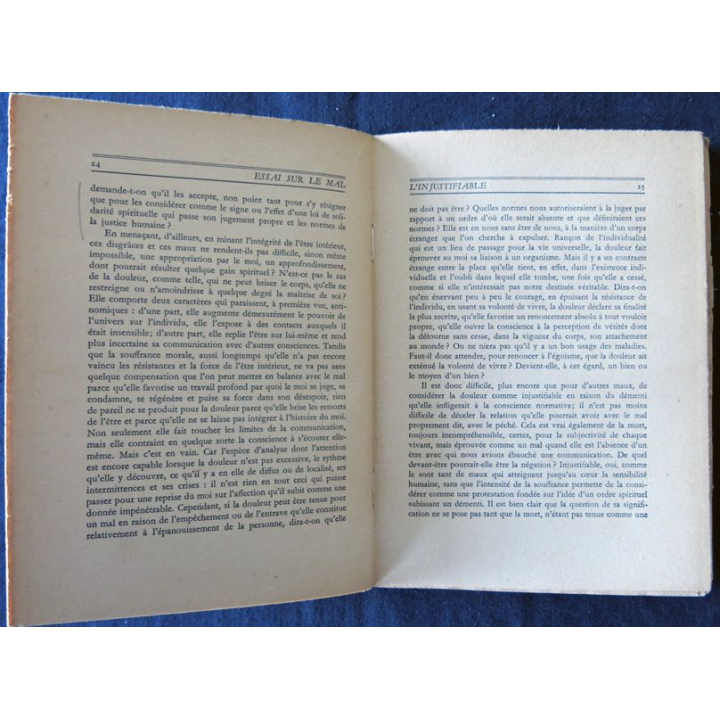 24
ESSAI SUR LE MAL
demande-t-on qu'il les accepte, non point tant pour s'y résigner
que pour les considérer comme le signe ou l'effet d'une loi de soli-
darité spirituelle qui passe son jugement propre et les normes de
la justice humaine ?
En menaçant, d'ailleurs, en minant l'intégrité de l'être intérieur,
ces disgrâces et ces maux ne rendent-ils pas difficile, sinon même
impossible, une appropriation par le moi, un approfondissement,
dont pourrait résulter quelque gain spirituel ? N'est-ce pas le cas
de la douleur, comme telle, qui ne peut briser le corps, qu'elle ne
restreigne ou n'amoindrisse à quelque degré la maîtrise de soi ?
Elle comporte deux caractères qui paraissent, à première vue, anti-
nomiques : d'une part, elle augmente démesurément le pouvoir de
l'univers sur l'individu, elle l'expose à des contacts auxquels il
était insensible; d'autre part, elle replie l'être sur lui-même et rend
plus incertaine sa communication avec d'autres consciences. Tandis
que la souffrance morale, aussi longtemps qu'elle n'a pas encore
vaincu les résistances et la force de l'être intérieur, ne va pas sans
quelque compensation que l'on peut mettre en balance avec le mal
parce qu'elle favorise un travail profond par quoi le moi se juge, se
condamne, se régénère et puise sa force dans son désespoir, rien
de pareil ne se produit pour la douleur parce qu'elle brise les ressorts
de l'être et parce qu'elle ne se laisse pas intégrer à l'histoire du moi.
Non seulement elle fait toucher les limites de la communication,
mais elle contraint en quelque sorte la conscience à s'écouter elle-
même. Mais c'est en vain. Car l'espèce d'analyse dont l'attention
est encore capable lorsque la douleur n'est pas excessive, le rythme
qu'elle y découvre, ce qu'il y a en elle de diffus ou de localisé, ses
intermittences et ses crises : il n'est rien en tout ceci qui puisse
passer pour une reprise du moi sur l'affection qu'il subit comme une
donnée impénétrable. Cependant, si la douleur peut être tenue pour
un mal en raison de l'empêchement ou de l'entrave qu'elle constitue
relativement à l'épanouissement de la personne, dira-t-on qu'elle
L'INJUSTIFIABLE
25
ne doit pas être ? Quelles normes nous autoriseraient à la juger par
rapport à un ordre d'où elle serait absente et que définiraient ces
normes ? Elle est en nous sans être de nous, à la manière d'un corps
étranger que l'on cherche à expulser. Rançon de l'individualité
qui est un lieu de passage pour la vie universelle, la douleur fait
éprouver au moi sa liaison à un organisme. Mais il y a un contraste
étrange entre la place qu'elle tient, en effet, dans l'existence indivi-
duelle et l'oubli dans lequel elle tombe, une fois qu'elle a cessé,
comme si elle n'intéressait pas notre destinée véritable. Dira-t-on
qu'en énervant peu à peu le courage, en épuisant la résistance de
l'individu, en usant sa volonté de vivre, la douleur déclare sa finalité
la plus secrète, qu'elle favorise un renoncement absolu à tout vouloir
propre, qu'elle ouvre la conscience à la perception de vérités dont
la détourne sans cesse, dans la vigueur du corps, son attachement
au monde ? On ne niera pas qu'il y a un bon usage des maladies.
Faut-il donc attendre, pour renoncer à l'égoïsme, que la douleur ait
exténué la volonté de vivre ? Devient-elle, à cet égard, un bien ou
le moyen d'un bien ?
Il est donc difficile, plus encore que pour d'autres maux, de
considérer la douleur comme injustifiable en raison du démenti
qu'elle infligerait à la conscience normative; il n'est pas moins
difficile de déceler la relation qu'elle pourrait avoir avec le mal
proprement dit, avec le péché. Cela est vrai également de la mort,
toujours incompréhensible, certes, pour la subjectivité de chaque
vivant, mais éprouvée comme un mal quand elle est l'absence d'un
être avec qui nous avions ébauché une communication. De quel
devant-être pourrait-elle être la négation ? Injustifiable, oui, comme
le sont tant de maux qui atteignent jusqu'au cœur la sensibilité
humaine, sans que l'intensité de la souffrance permette de la consi-
dérer comme une protestation fondée sur l'idée d'un ordre spirituel
subissant un démenti. Il est bien clair que la question de sa signifi-
cation ne se pose pas tant que la mort, n'étant pas tenue comme une